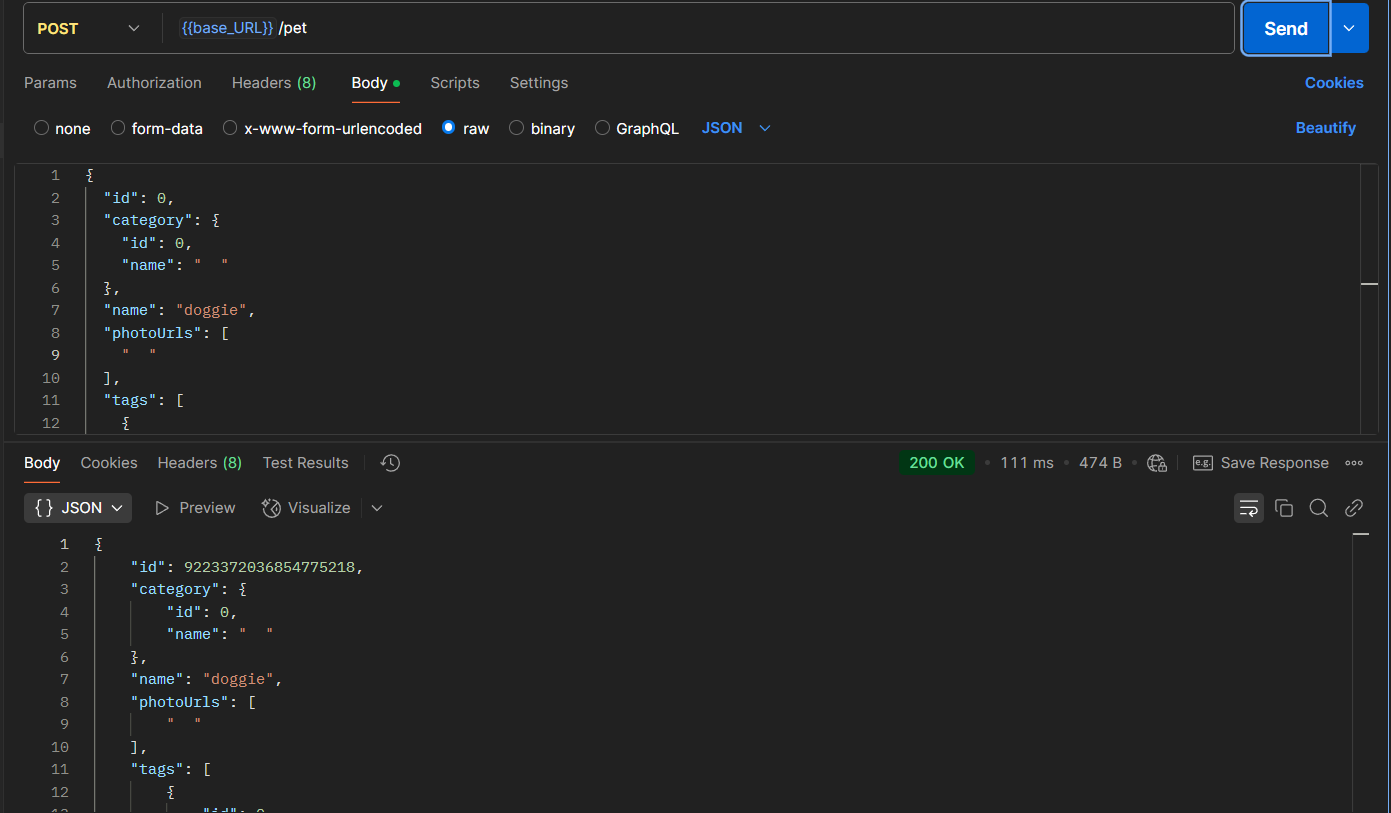 POST {{base_URL}} /pet Send
Params Authorization Headers (8) Body Scripts Settings Cookies
none form-data x-www-form-urlencoded raw binary GraphQL JSON Beautify
1 {
2 "id": 0,
3 "category": {
4 "id": 0,
5 "name": "  "
6 },
7 "name": "doggie",
8 "photoUrls": [
9 "  "
10 ],
11 "tags": [
12 {
Body Cookies Headers (8) Test Results 200 OK • 111 ms • 474 B • e.g. Save Response
{} JSON Preview Visualize
1 {
2 "id": 9223372036854775218,
3 "category": {
4 "id": 0,
5 "name": "  "
6 },
7 "name": "doggie",
8 "photoUrls": [
9 "  "
10 ],
11 "tags": [
12 {
13 "id": 0